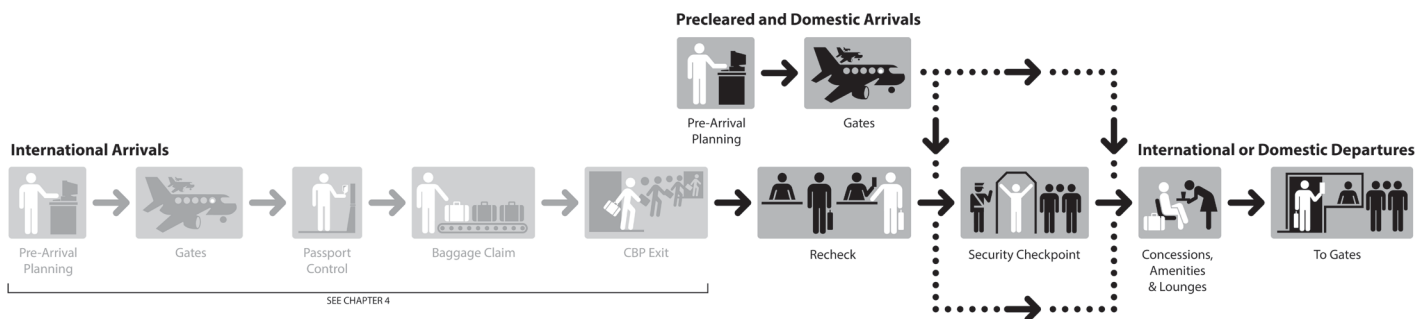 Precleared and Domestic Arrivals
Pre-Arrival
Planning
Gates
International Arrivals
International or Domestic Departures
Pre-Arrival
Planning
Gates
Passport
Control
Baggage Claim
CBP Exit
Recheck
Security Checkpoint
Concessions,
Amenities
& Lounges
To Gates
SEE CHAPTER 4